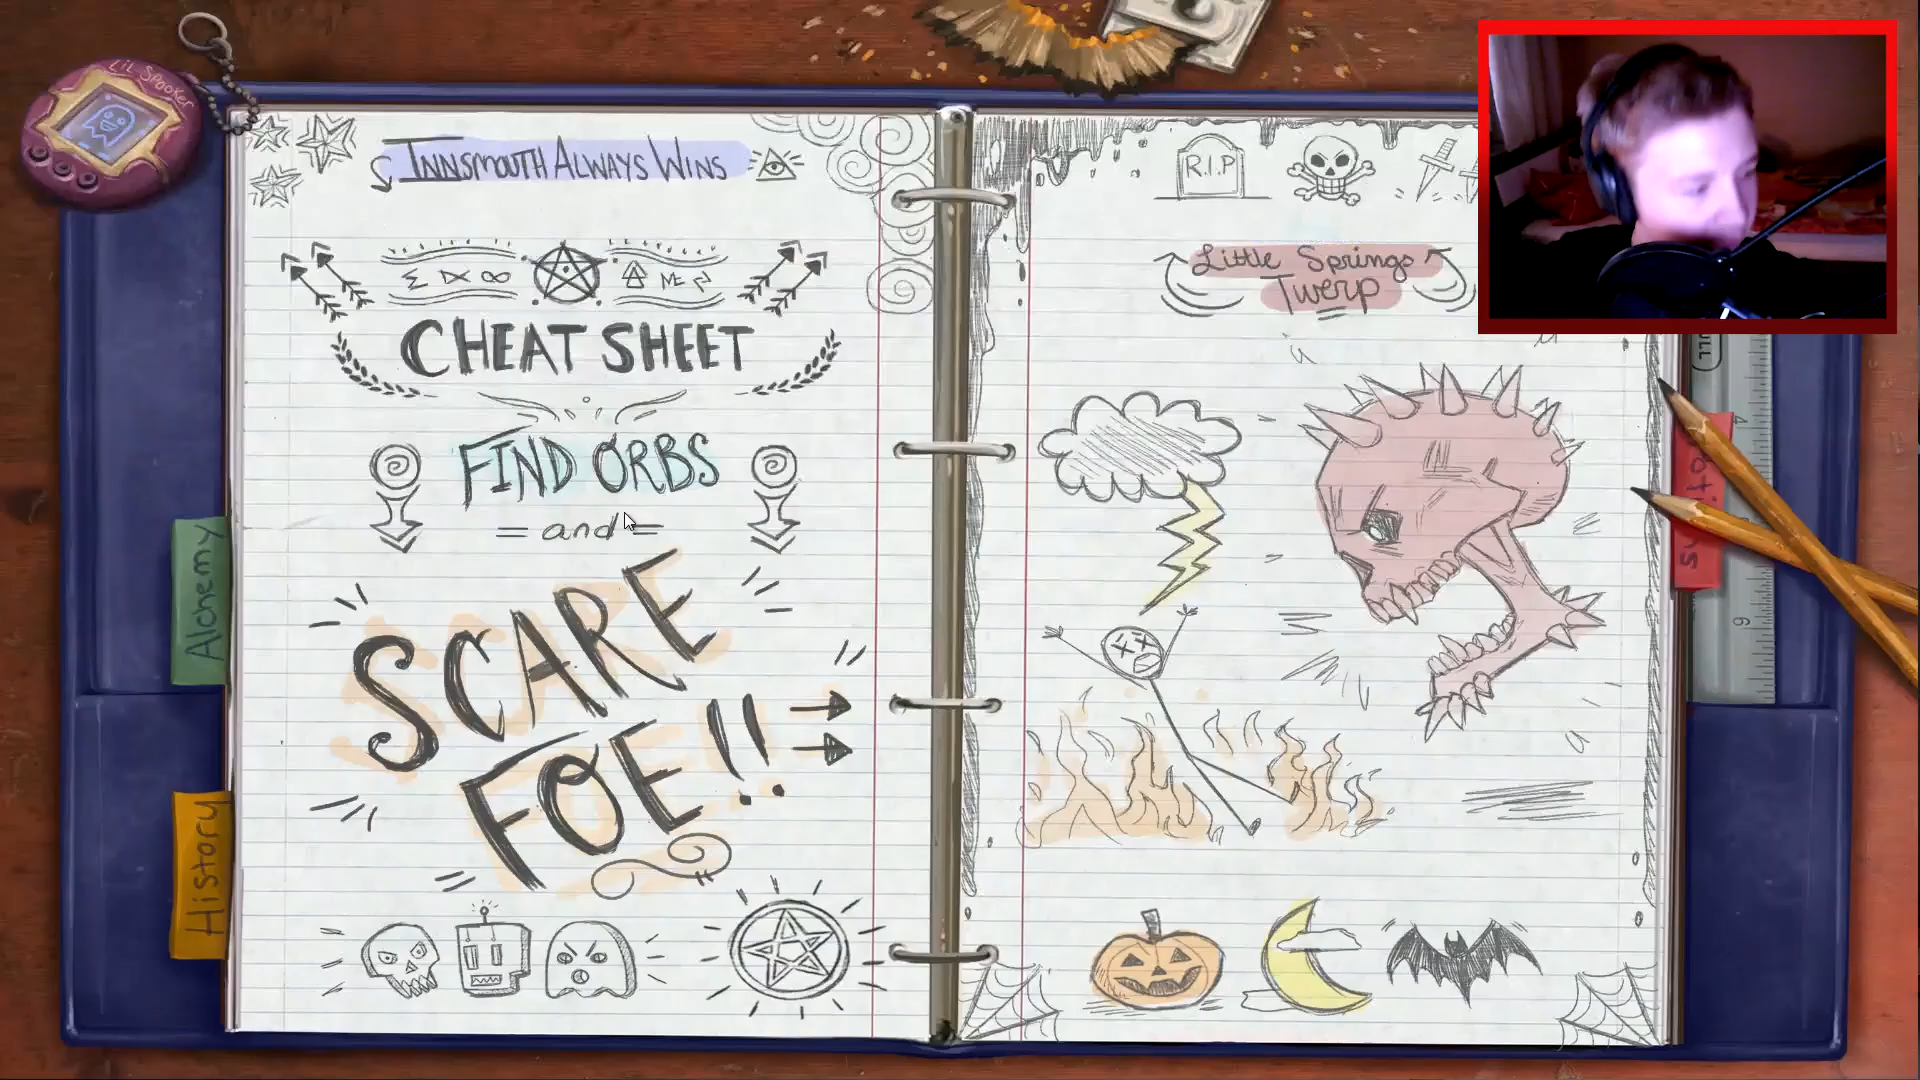 LIL SPOOKER
INNSMOUTH ALWAYS WINS
CHEAT SHEET
FIND ORBS
= and =
SCARE
FOE!!
R.I.P
Little Springs
Twerp
Alchemy
History